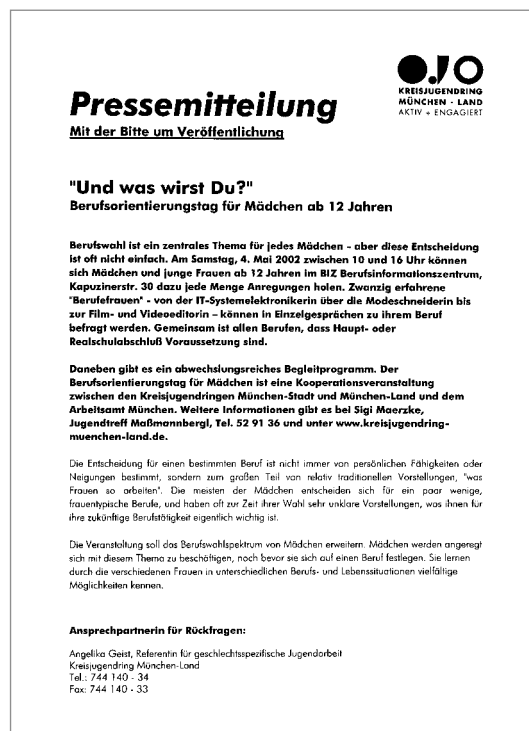 KREISJUGENDRING
MÜNCHEN - LAND
AKTIV + ENGAGIERT
Pressemitteilung
Mit der Bitte um Veröffentlichung
"Und was wirst Du?"
Berufsorientierungstag für Mädchen ab 12 Jahren
Berufswahl ist ein zentrales Thema für jedes Mädchen – aber diese Entscheidung
ist oft nicht einfach. Am Samstag, 4. Mai 2002 zwischen 10 und 16 Uhr können
sich Mädchen und junge Frauen ab 12 Jahren im BIZ Berufsinformationszentrum,
Kapuzinerstr. 30 dazu jede Menge Anregungen holen. Zwanzig erfahrene
"Berufefrauen" - von der IT-Systemelektronikerin über die Modeschneiderin bis
zur Film- und Videoeditorin – können in Einzelgesprächen zu ihrem Beruf
befragt werden. Gemeinsam ist allen Berufen, dass Haupt- oder
Realschulabschluß Voraussetzung sind.
Daneben gibt es ein abwechslungsreiches Begleitprogramm. Der
Berufsorientierungstag für Mädchen ist eine Kooperationsveranstaltung
zwischen den Kreisjugendringen München-Stadt und München-Land und dem
Arbeitsamt München. Weitere Informationen gibt es bei Sigi Maerzke,
Jugendtreff Maßmannbergl, Tel. 52 91 36 und unter www.kreisjugendring-
muenchen-land.de.
Die Entscheidung für einen bestimmten Beruf ist nicht immer von persönlichen Fähigkeiten oder
Neigungen bestimmt, sondern zum großen Teil von relativ traditionellen Vorstellungen, "was
Frauen so arbeiten". Die meisten der Mädchen entscheiden sich für ein paar wenige,
frauentypische Berufe, und haben oft zur Zeit ihrer Wahl sehr unklare Vorstellungen, was ihnen für
ihre zukünftige Berufstätigkeit eigentlich wichtig ist.
Die Veranstaltung soll das Berufswahlspektrum von Mädchen erweitern. Mädchen werden angeregt
sich mit diesem Thema zu beschäftigen, noch bevor sie sich auf einen Beruf festlegen. Sie lernen
durch die verschiedenen Frauen in unterschiedlichen Berufs- und Lebenssituationen vielfältige
Möglichkeiten kennen.
Ansprechpartnerin für Rückfragen:
Angelika Geist, Referentin für geschlechtsspezifische Jugendarbeit
Kreisjugendring München-Land
Tel.: 744 140 - 34
Fax: 744 140 - 33